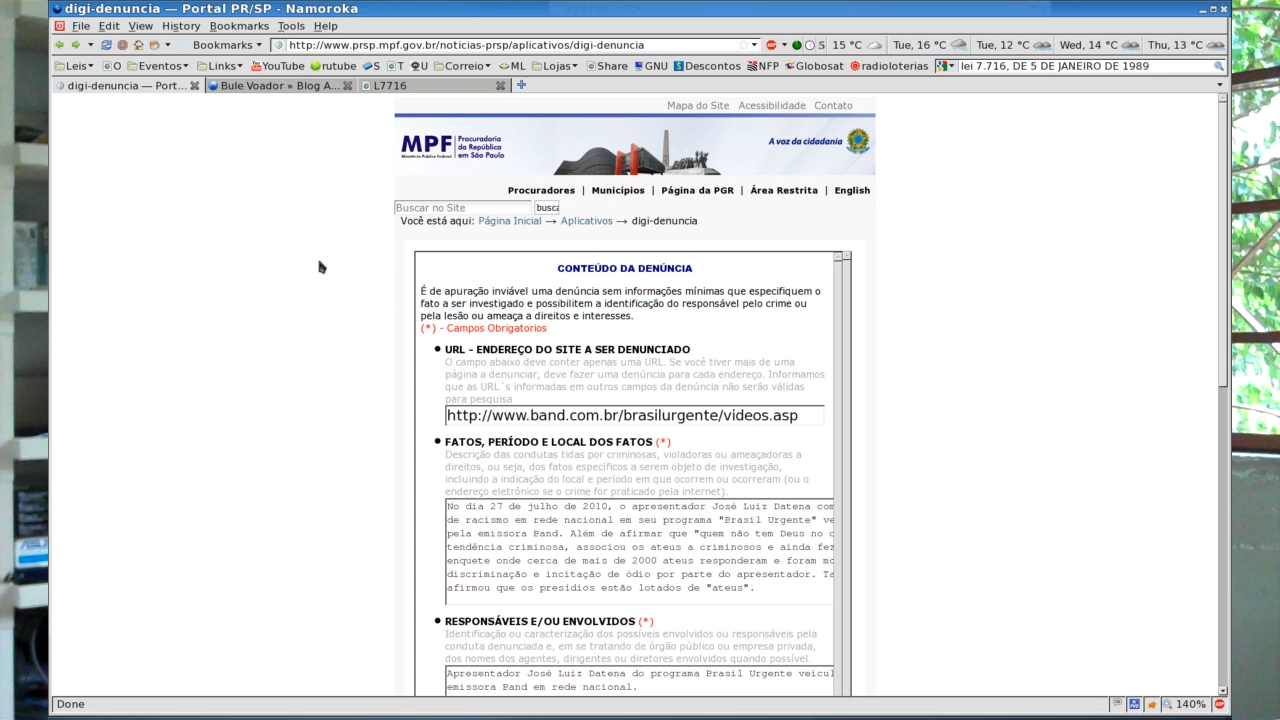 digi-denuncia — Portal PR/SP - Namoroka
File Edit View History Bookmarks Tools Help
Bookmarks http://www.prsp.mpf.gov.br/noticias-prsp/aplicativos/digi-denuncia 5 15 °C Tue, 16 °C Tue, 12 °C Wed, 14 °C Thu, 13 °C
Leis O Eventos Links YouTube rutube S T U Correio ML Lojas Share GNU Descontos NFP Globosat radioloterias lei 7.716, DE 5 DE JANEIRO DE 1989
digi-denuncia — Port... Bule Voador » Blog A... L7716
Mapa do Site Acessibilidade Contato
MPF Procuradoria
da República
em São Paulo
Ministério Público Federal
A voz da cidadania
Procuradores | Municípios | Página da PGR | Área Restrita | English
Buscar no Site busca
Você está aqui: Página Inicial → Aplicativos → digi-denuncia
CONTEÚDO DA DENÚNCIA
É de apuração inviável uma denúncia sem informações mínimas que especifiquem o
fato a ser investigado e possibilitem a identificação do responsável pelo crime ou
pela lesão ou ameaça a direitos e interesses.
(*) - Campos Obrigatorios
URL - ENDEREÇO DO SITE A SER DENUNCIADO
O campo abaixo deve conter apenas uma URL. Se você tiver mais de uma
página a denunciar, deve fazer uma denúncia para cada endereço. Informamos
que as URL´s informadas em outros campos da denúncia não serão válidas
para pesquisa
http://www.band.com.br/brasilurgente/videos.asp
FATOS, PERÍODO E LOCAL DOS FATOS (*)
Descrição das condutas tidas por criminosas, violadoras ou ameaçadoras a
direitos, ou seja, dos fatos específicos a serem objeto de investigação,
incluindo a indicação do local e período em que ocorrem ou ocorreram (ou o
endereço eletrônico se o crime for praticado pela internet).
No dia 27 de julho de 2010, o apresentador José Luiz Datena com
de racismo em rede nacional em seu programa "Brasil Urgente" ve
pela emissora Band. Além de afirmar que "quem não tem Deus no c
tendência criminosa, associou os ateus a criminosos e ainda fez
enquete onde cerca de mais de 2000 ateus responderam e foram mo
discriminação e incitação de ódio por parte do apresentador. Ta
afirmou que os presídios estão lotados de "ateus".
RESPONSÁVEIS E/OU ENVOLVIDOS (*)
Identificação ou caracterização dos possíveis envolvidos ou responsáveis pela
conduta denunciada e, em se tratando de órgão público ou empresa privada,
dos nomes dos agentes, dirigentes ou diretores envolvidos quando possível.
Apresentador José Luiz Datena do programa Brasil Urgente veicul
emissora Band em rede nacional.
Done 140%